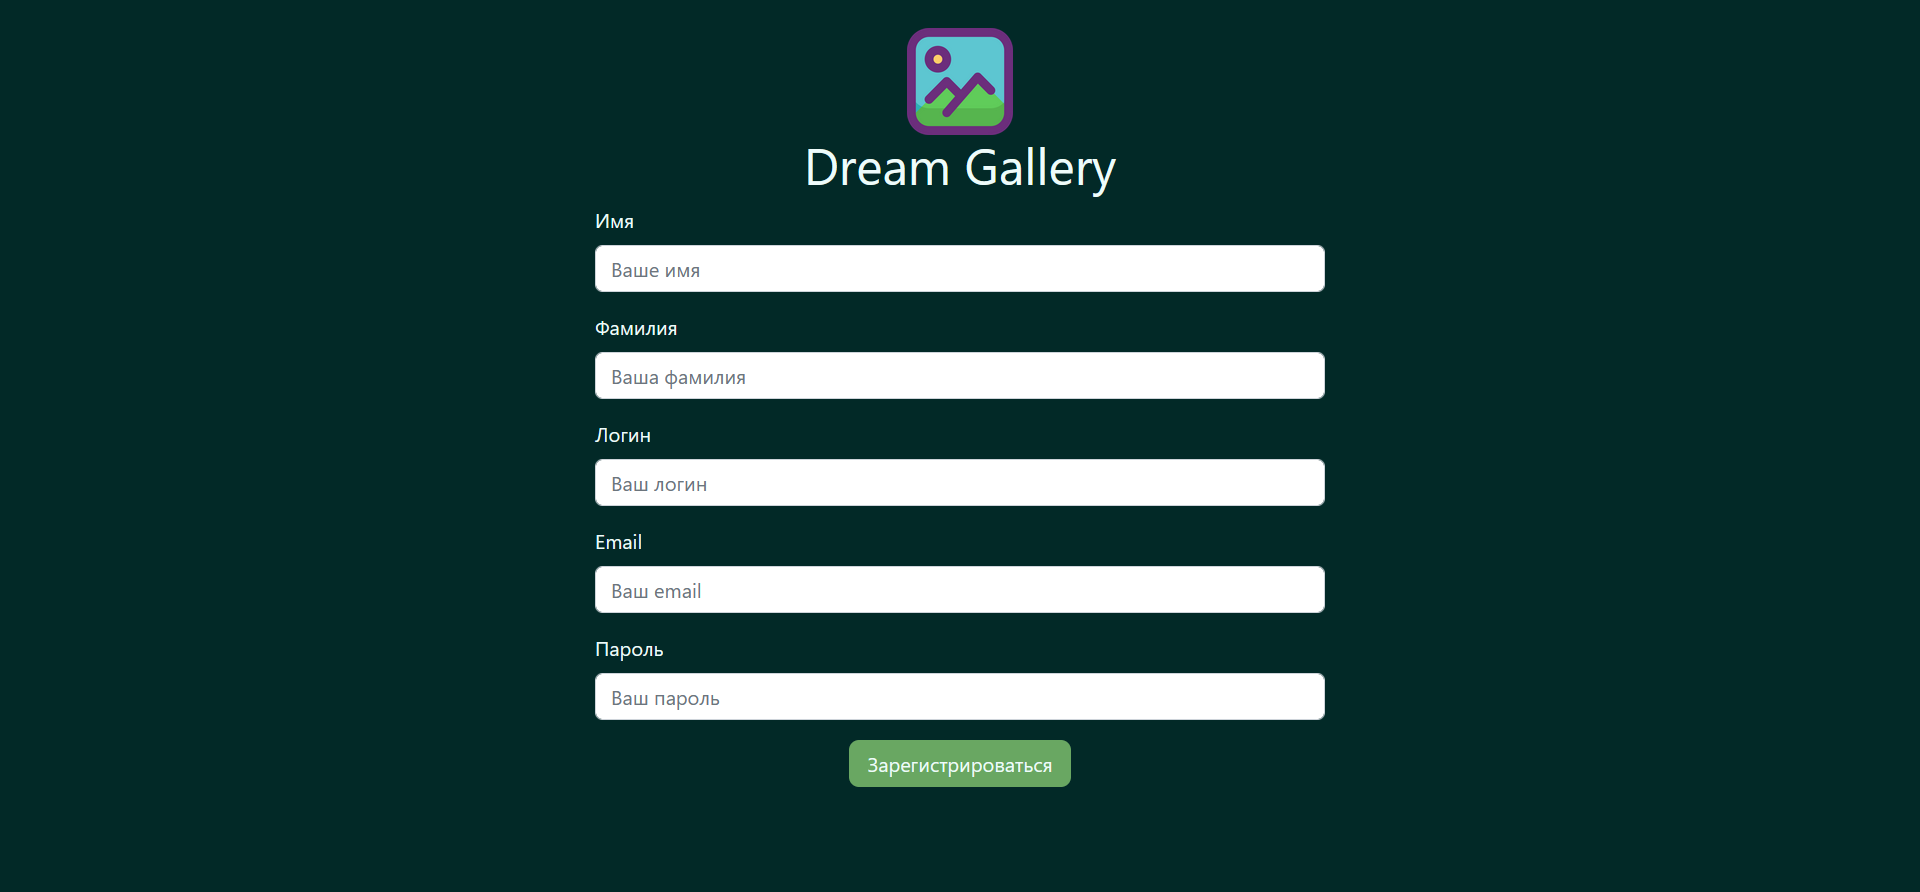 Dream Gallery
Имя
Ваше имя
Фамилия
Ваша фамилия
Логин
Ваш логин
Email
Ваш email
Пароль
Ваш пароль
Зарегистрироваться